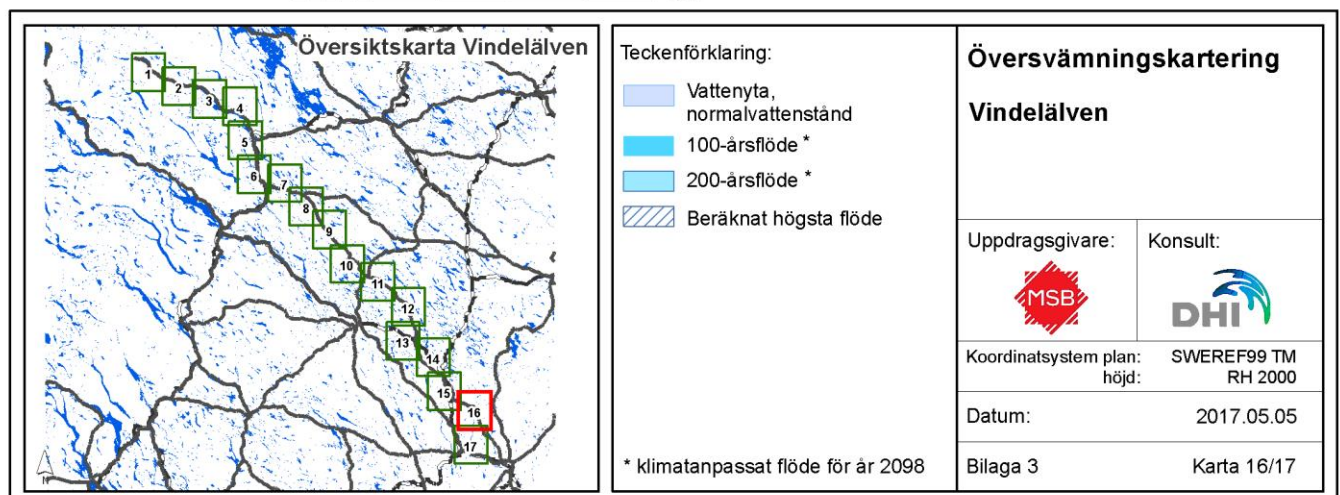 Översiktskarta Vindelälven
1
2
3
4
5
6
7
8
9
10
11
12
13
14
15
16
17
N
Teckenförklaring:
Vattenyta,
normalvattenstånd
100-årsflöde *
200-årsflöde *
Beräknat högsta flöde
* klimatanpassat flöde för år 2098
Översvämningskartering
Vindelälven
Uppdragsgivare:
MSB
Konsult:
DHI
Koordinatsystem plan: SWEREF99 TM
höjd: RH 2000
Datum: 2017.05.05
Bilaga 3 Karta 16/17